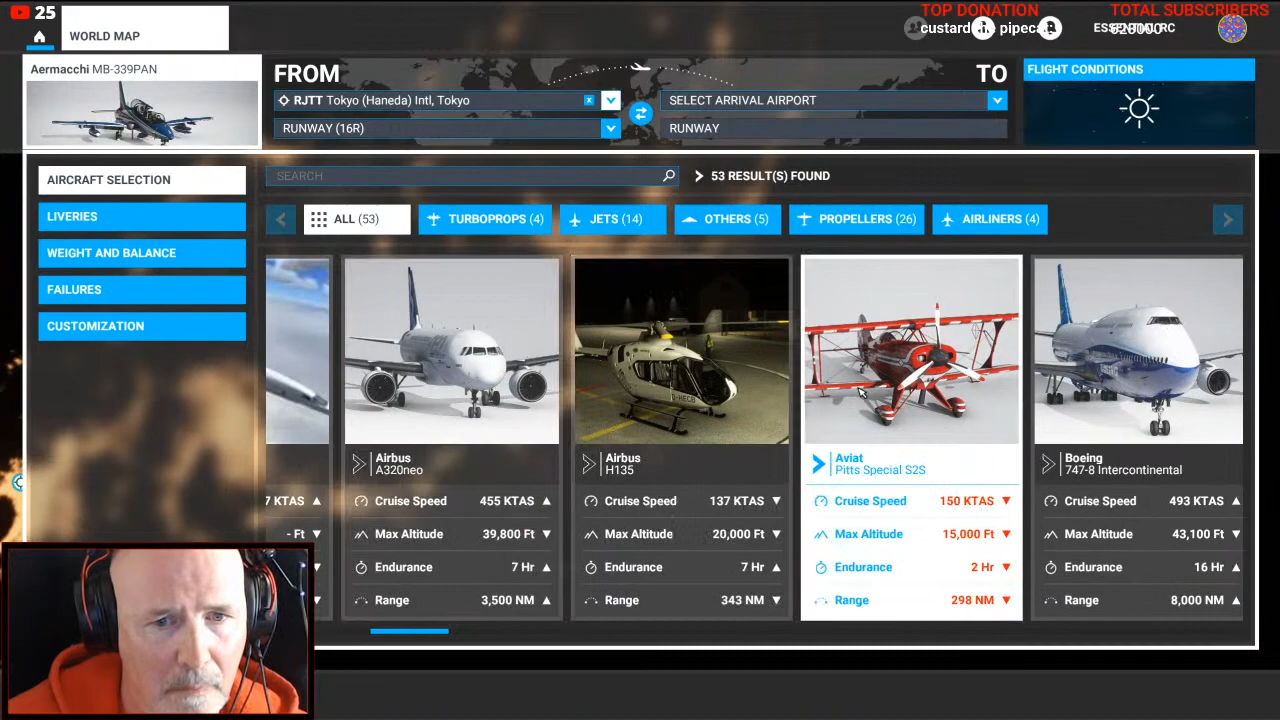 25
TOP DONATION
TOTAL SUBSCRIBERS
WORLD MAP
Aermacchi MB-339PAN
FROM
TO
RJTT Tokyo (Haneda) Intl, Tokyo
x
SELECT ARRIVAL AIRPORT
RUNWAY (16R)
RUNWAY
FLIGHT CONDITIONS
AIRCRAFT SELECTION
LIVERIES
WEIGHT AND BALANCE
FAILURES
CUSTOMIZATION
SEARCH
53 RESULT(S) FOUND
ALL (53)
TURBOPROPS (4)
JETS (14)
OTHERS (5)
PROPELLERS (26)
AIRLINERS (4)
7 KTAS
- Ft
Airbus
A320neo
Cruise Speed 455 KTAS
Max Altitude 39,800 Ft
Endurance 7 Hr
Range 3,500 NM
D-HECB
Airbus
H135
Cruise Speed 137 KTAS
Max Altitude 20,000 Ft
Endurance 7 Hr
Range 343 NM
Aviat
Pitts Special S2S
Cruise Speed 150 KTAS
Max Altitude 15,000 Ft
Endurance 2 Hr
Range 298 NM
Boeing
747-8 Intercontinental
Cruise Speed 493 KTAS
Max Altitude 43,100 Ft
Endurance 16 Hr
Range 8,000 NM